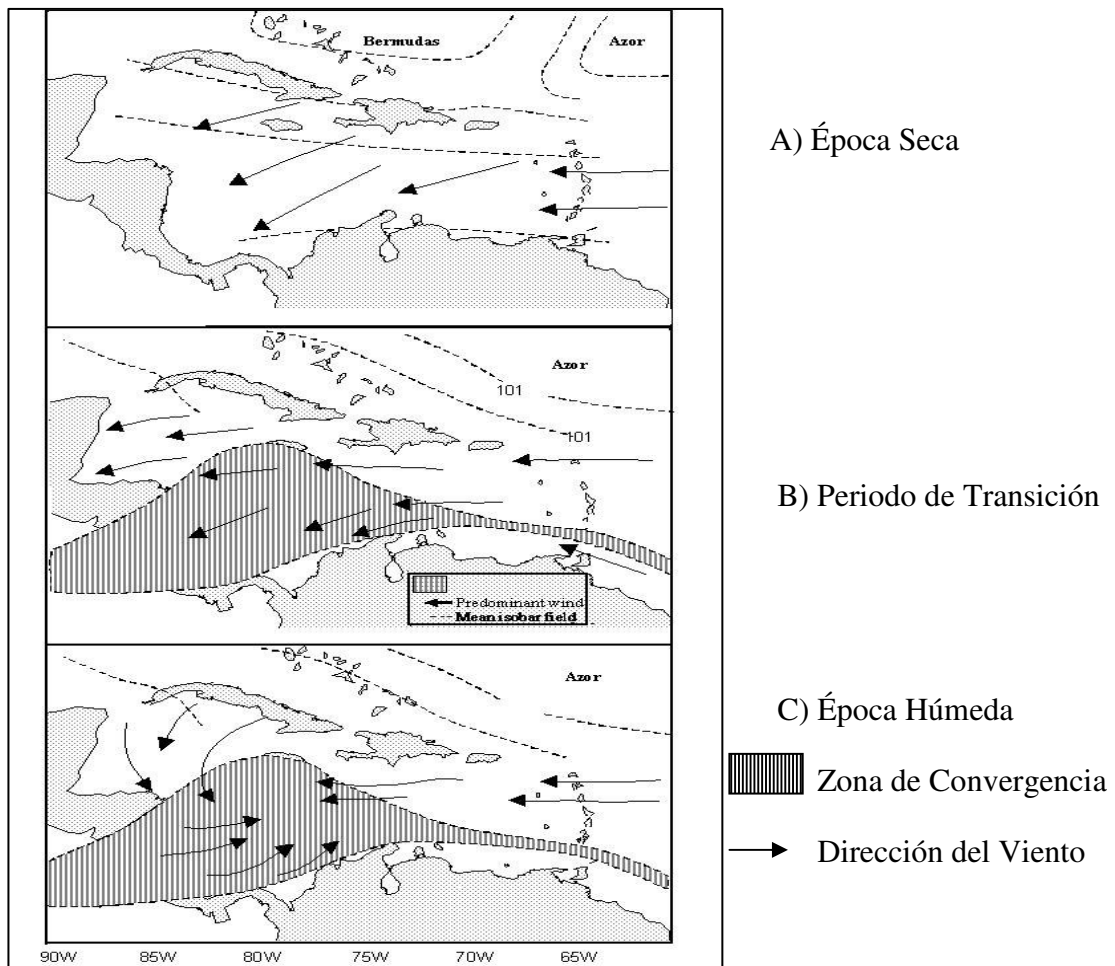 Bermudas
Azor
A) Época Seca
Azor
101
101
B) Periodo de Transición
Predominant wind
Mean isobar field
Azor
C) Época Húmeda
Zona de Convergencia
Dirección del Viento
90W 85W 80W 75W 70W 65W